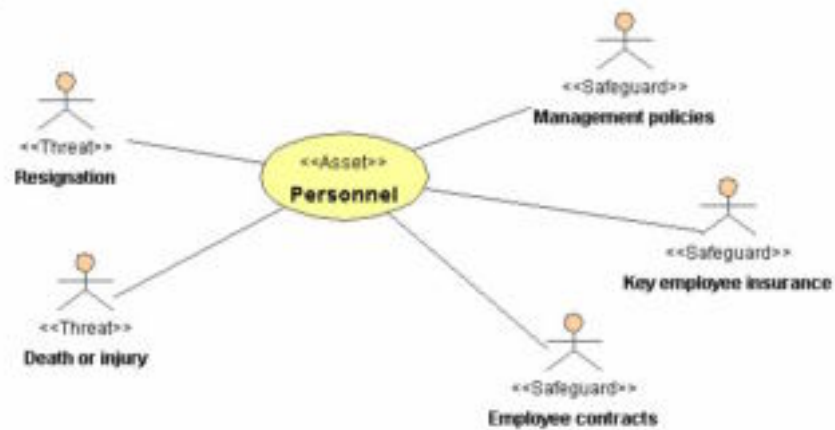 <<Safeguard>>
Management policies
<<Threat>>
Resignation
<<Asset>>
Personnel
<<Safeguard>>
Key employee insurance
<<Threat>>
Death or injury
<<Safeguard>>
Employee contracts